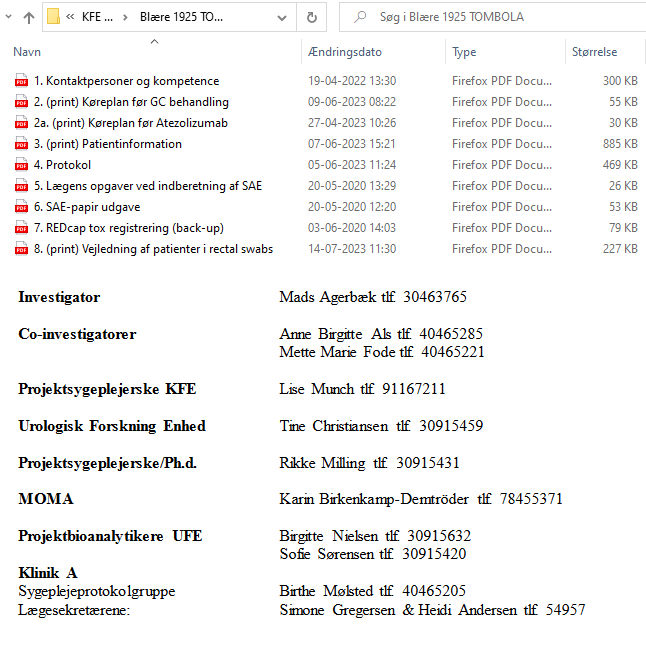 « KFE ... > Blære 1925 TO... Søg i Blære 1925 TOMBOLA
Navn Ændringsdato Type Størrelse
PDF 1. Kontaktpersoner og kompetence 19-04-2022 13:30 Firefox PDF Docu... 300 KB
PDF 2. (print) Køreplan før GC behandling 09-06-2023 08:22 Firefox PDF Docu... 55 KB
PDF 2a. (print) Køreplan før Atezolizumab 27-04-2023 10:26 Firefox PDF Docu... 30 KB
PDF 3. (print) Patientinformation 07-06-2023 15:21 Firefox PDF Docu... 885 KB
PDF 4. Protokol 05-06-2023 11:24 Firefox PDF Docu... 469 KB
PDF 5. Lægens opgaver ved indberetning af SAE 20-05-2020 13:29 Firefox PDF Docu... 26 KB
PDF 6. SAE-papir udgave 20-05-2020 12:20 Firefox PDF Docu... 53 KB
PDF 7. REDcap tox registrering (back-up) 03-06-2020 14:03 Firefox PDF Docu... 79 KB
PDF 8. (print) Vejledning af patienter i rectal swabs 14-07-2023 11:30 Firefox PDF Docu... 227 KB
Investigator Mads Agerbæk tlf. 30463765
Co-investigatorer Anne Birgitte Als tlf. 40465285
Mette Marie Fode tlf. 40465221
Projektsygeplejerske KFE Lise Munch tlf. 91167211
Urologisk Forskning Enhed Tine Christiansen tlf. 30915459
Projektsygeplejerske/Ph.d. Rikke Milling tlf. 30915431
MOMA Karin Birkenkamp-Demtröder tlf. 78455371
Projektbioanalytikere UFE Birgitte Nielsen tlf. 30915632
Sofie Sørensen tlf. 30915420
Klinik A
Sygeplejeprotokolgruppe Birthe Mølsted tlf. 40465205
Lægesekretærene: Simone Gregersen & Heidi Andersen tlf. 54957